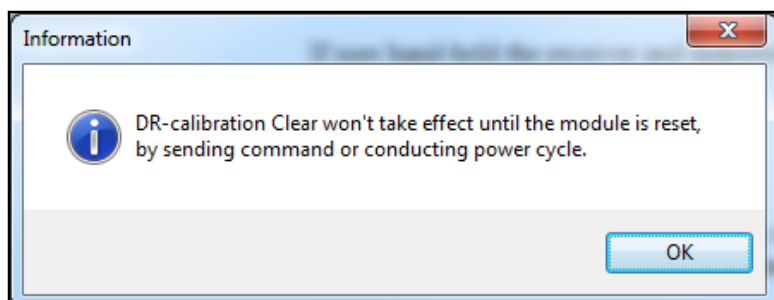 Information
DR-calibration Clear won't take effect until the module is reset,
by sending command or conducting power cycle.
OK